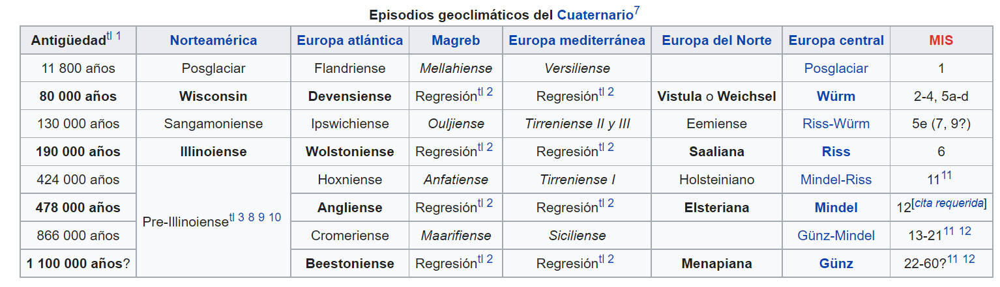 Episodios geoclimáticos del Cuaternario7
Antigüedadtl 1 Norteamérica Europa atlántica Magreb Europa mediterránea Europa del Norte Europa central MIS
11 800 años Posglaciar Flandriense Mellahiense Versiliense Posglaciar 1
80 000 años Wisconsin Devensiense Regresióntl 2 Regresióntl 2 Vistula o Weichsel Würm 2-4, 5a-d
130 000 años Sangamoniense Ipswichiense Ouljiense Tirreniense II y III Eemiense Riss-Würm 5e (7, 9?)
190 000 años Illinoiense Wolstoniense Regresióntl 2 Regresióntl 2 Saaliana Riss 6
424 000 años Hoxniense Anfatiense Tirreniense I Holsteiniano Mindel-Riss 1111
478 000 años Pre-Illinoiensetl 3 8 9 10 Angliense Regresióntl 2 Regresióntl 2 Elsteriana Mindel 12[cita requerida]
866 000 años Cromeriense Maarifiense Siciliense Günz-Mindel 13-2111 12
1 100 000 años? Beestoniense Regresióntl 2 Regresióntl 2 Menapiana Günz 22-60?11 12